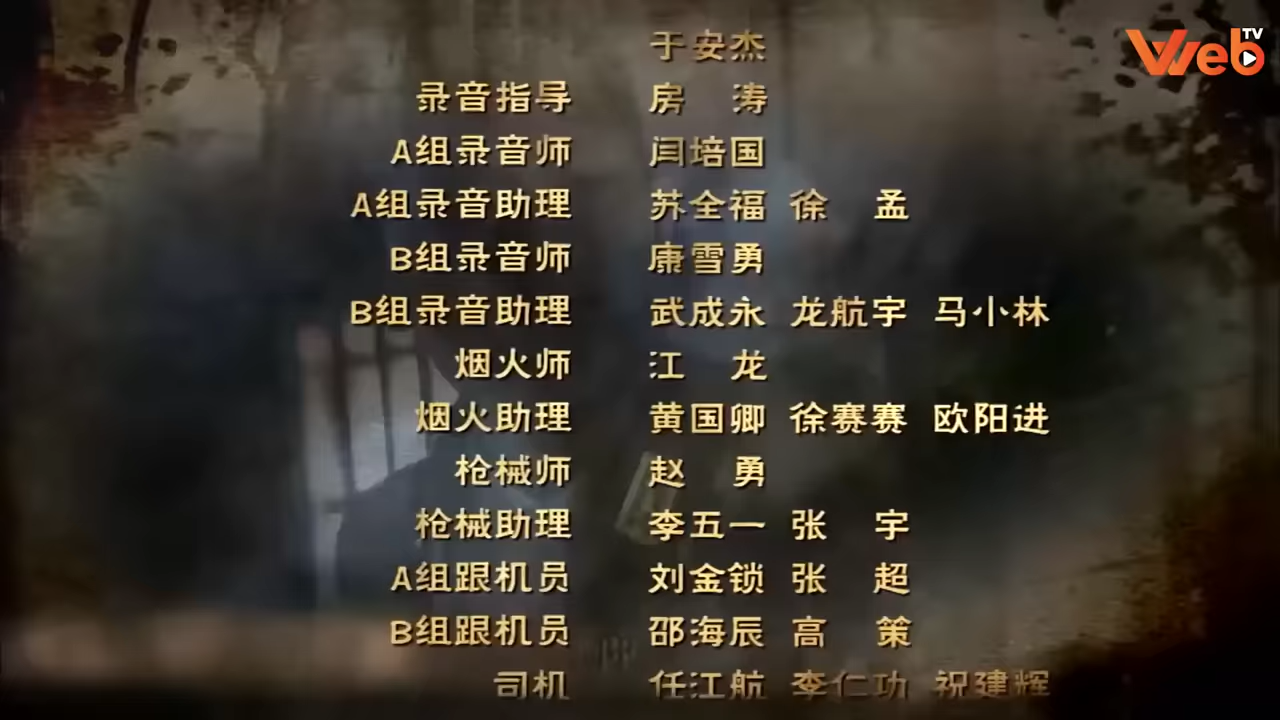 于安杰
WebTV
录音指导 房 涛
A组录音师 闫培国
A组录音助理 苏全福 徐 孟
B组录音师 康雪勇
B组录音助理 武成永 龙航宇 马小林
烟火师 江 龙
烟火助理 黄国卿 徐赛赛 欧阳进
枪械师 赵 勇
枪械助理 李五一 张 宇
A组跟机员 刘金锁 张 超
B组跟机员 邵海辰 高 策
司机 任江航 李仁功 祝建辉